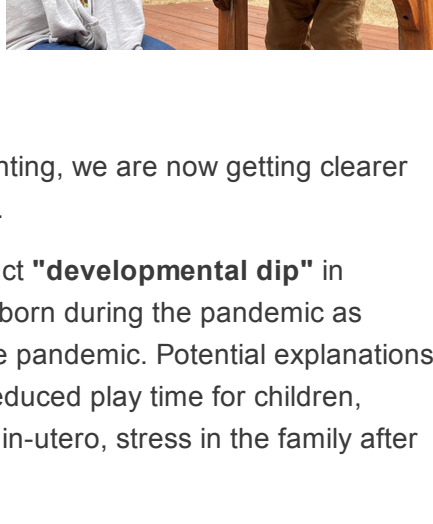 nting, we are now getting clearer
.
ct "developmental dip" in
born during the pandemic as
e pandemic. Potential explanations
educed play time for children,
in-utero, stress in the family after